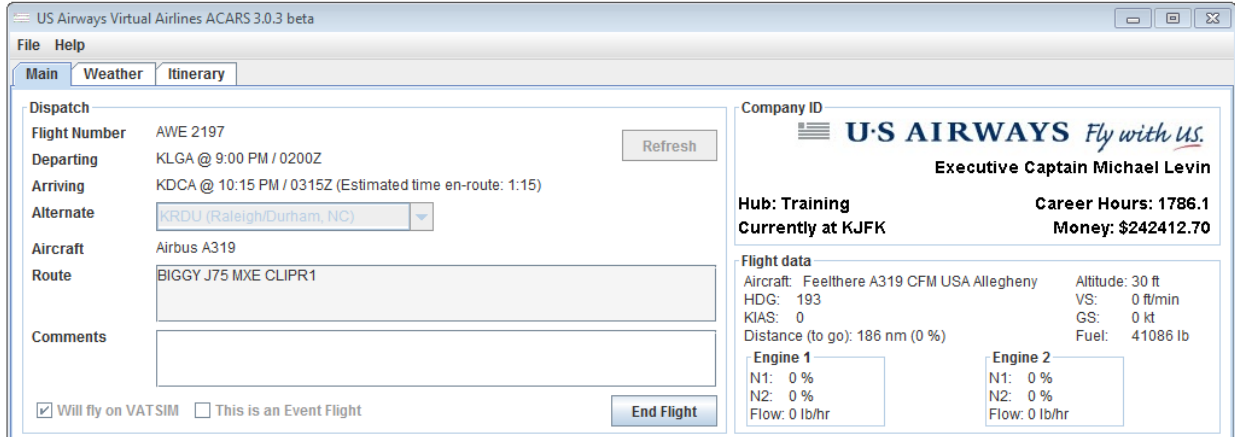 US Airways Virtual Airlines ACARS 3.0.3 beta
File Help
Main Weather Itinerary
Dispatch
Flight Number AWE 2197
Refresh
Departing KLGA @ 9:00 PM / 0200Z
Arriving KDCA @ 10:15 PM / 0315Z (Estimated time en-route: 1:15)
Alternate KRDU (Raleigh/Durham, NC)
Aircraft Airbus A319
Route BIGGY J75 MXE CLIPR1
Comments
Will fly on VATSIM This is an Event Flight End Flight
Company ID
U·S AIRWAYS Fly with us.
Executive Captain Michael Levin
Hub: Training Career Hours: 1786.1
Currently at KJFK Money: $242412.70
Flight data
Aircraft: Feelthere A319 CFM USA Allegheny Altitude: 30 ft
HDG: 193 VS: 0 ft/min
KIAS: 0 GS: 0 kt
Distance (to go): 186 nm (0 %) Fuel: 41086 lb
Engine 1 Engine 2
N1: 0 % N1: 0 %
N2: 0 % N2: 0 %
Flow: 0 lb/hr Flow: 0 lb/hr